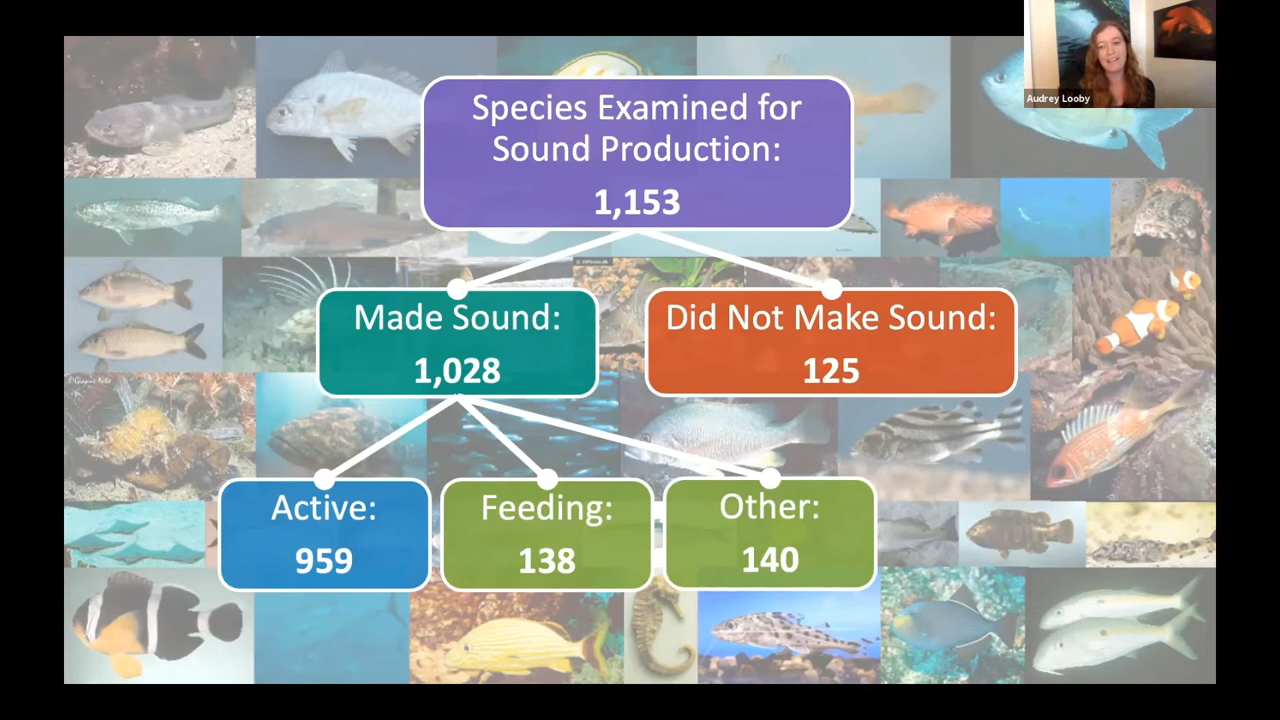 Audrey Looby
Species Examined for
Sound Production:
1,153
Made Sound:
1,028
Did Not Make Sound:
125
Active:
959
Feeding:
138
Other:
140